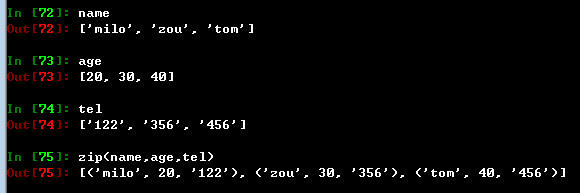 In [72]: name
Out[72]: ['milo', 'zou', 'tom']
In [73]: age
Out[73]: [20, 30, 40]
In [74]: tel
Out[74]: ['122', '356', '456']
In [75]: zip(name,age,tel)
Out[75]: [('milo', 20, '122'), ('zou', 30, '356'), ('tom', 40, '456')]